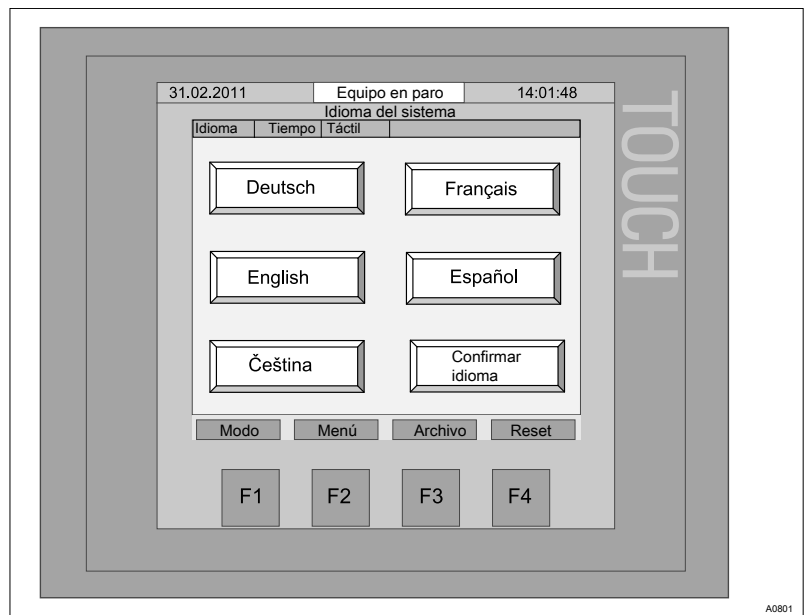 31.02.2011 Equipo en paro 14:01:48
Idioma del sistema
Idioma Tiempo Táctil
Deutsch Français
English Español
Čeština Confirmar
idioma
Modo Menú Archivo Reset
F1 F2 F3 F4
TOUCH
A0801